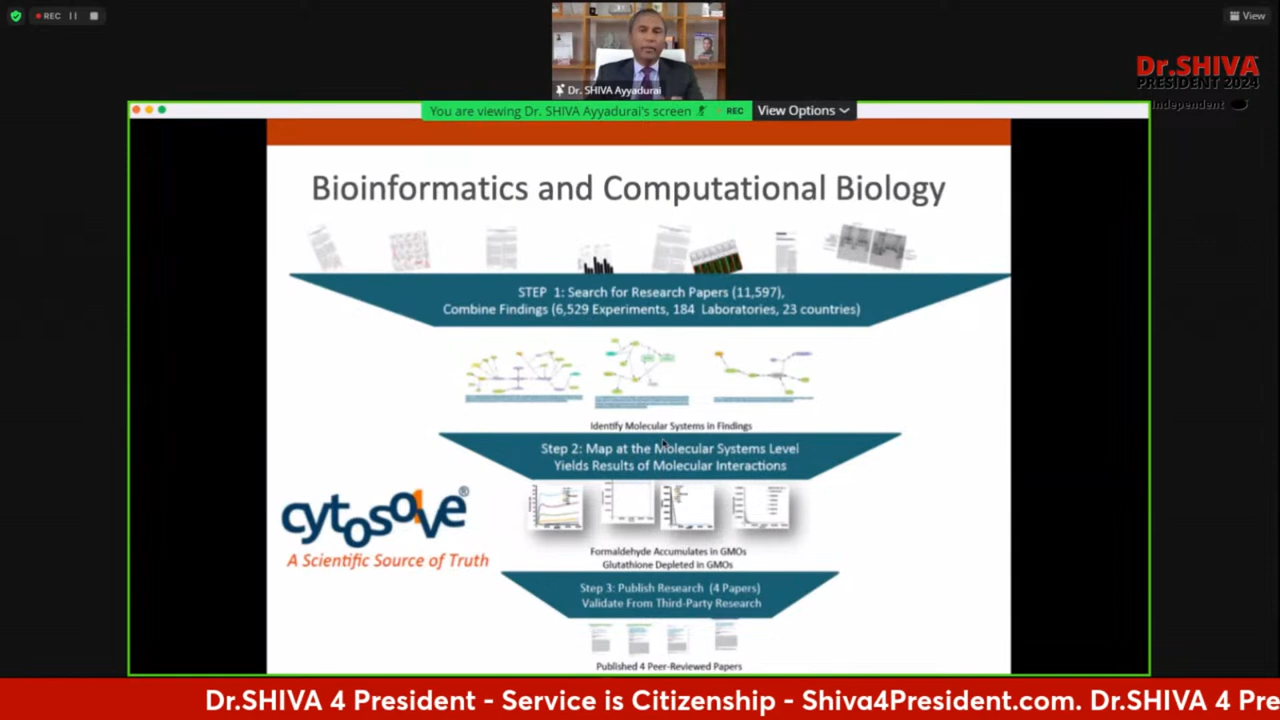 REC
View
Dr. SHIVA Ayyadurai
Dr.SHIVA
PRESIDENT 2024
Independent
You are viewing Dr. SHIVA Ayyadurai's screen
REC
View Options
Bioinformatics and Computational Biology
STEP 1: Search for Research Papers (11,597),
Combine Findings (6,529 Experiments, 184 Laboratories, 23 countries)
Identify Molecular Systems in Findings
Step 2: Map at the Molecular Systems Level
Yields Results of Molecular Interactions
cytosolve®
A Scientific Source of Truth
Formaldehyde Accumulates in GMOs
Glutathione Depleted in GMOs
Step 3: Publish Research (4 Papers)
Validate From Third-Party Research
Published 4 Peer-Reviewed Papers
Dr.SHIVA 4 President - Service is Citizenship - Shiva4President.com. Dr.SHIVA 4 Pre